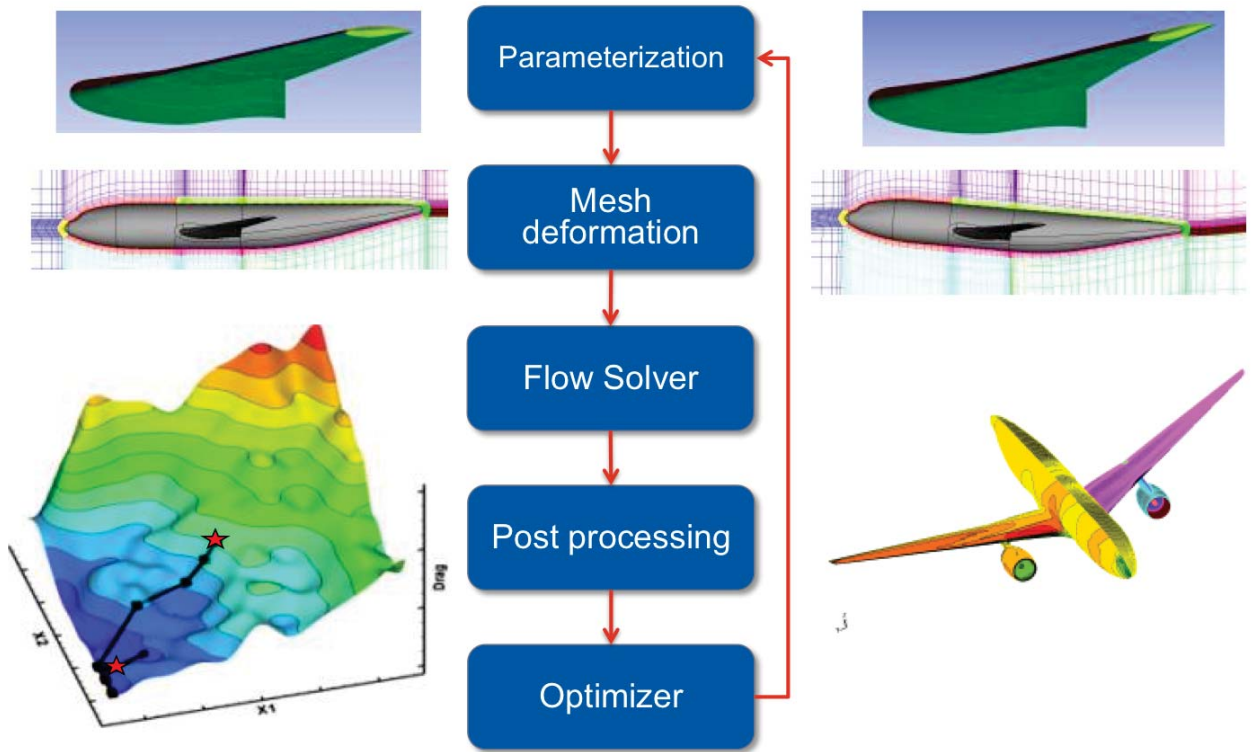 Parameterization
Mesh
deformation
Flow Solver
Post processing
Optimizer
Drag
X2
X1